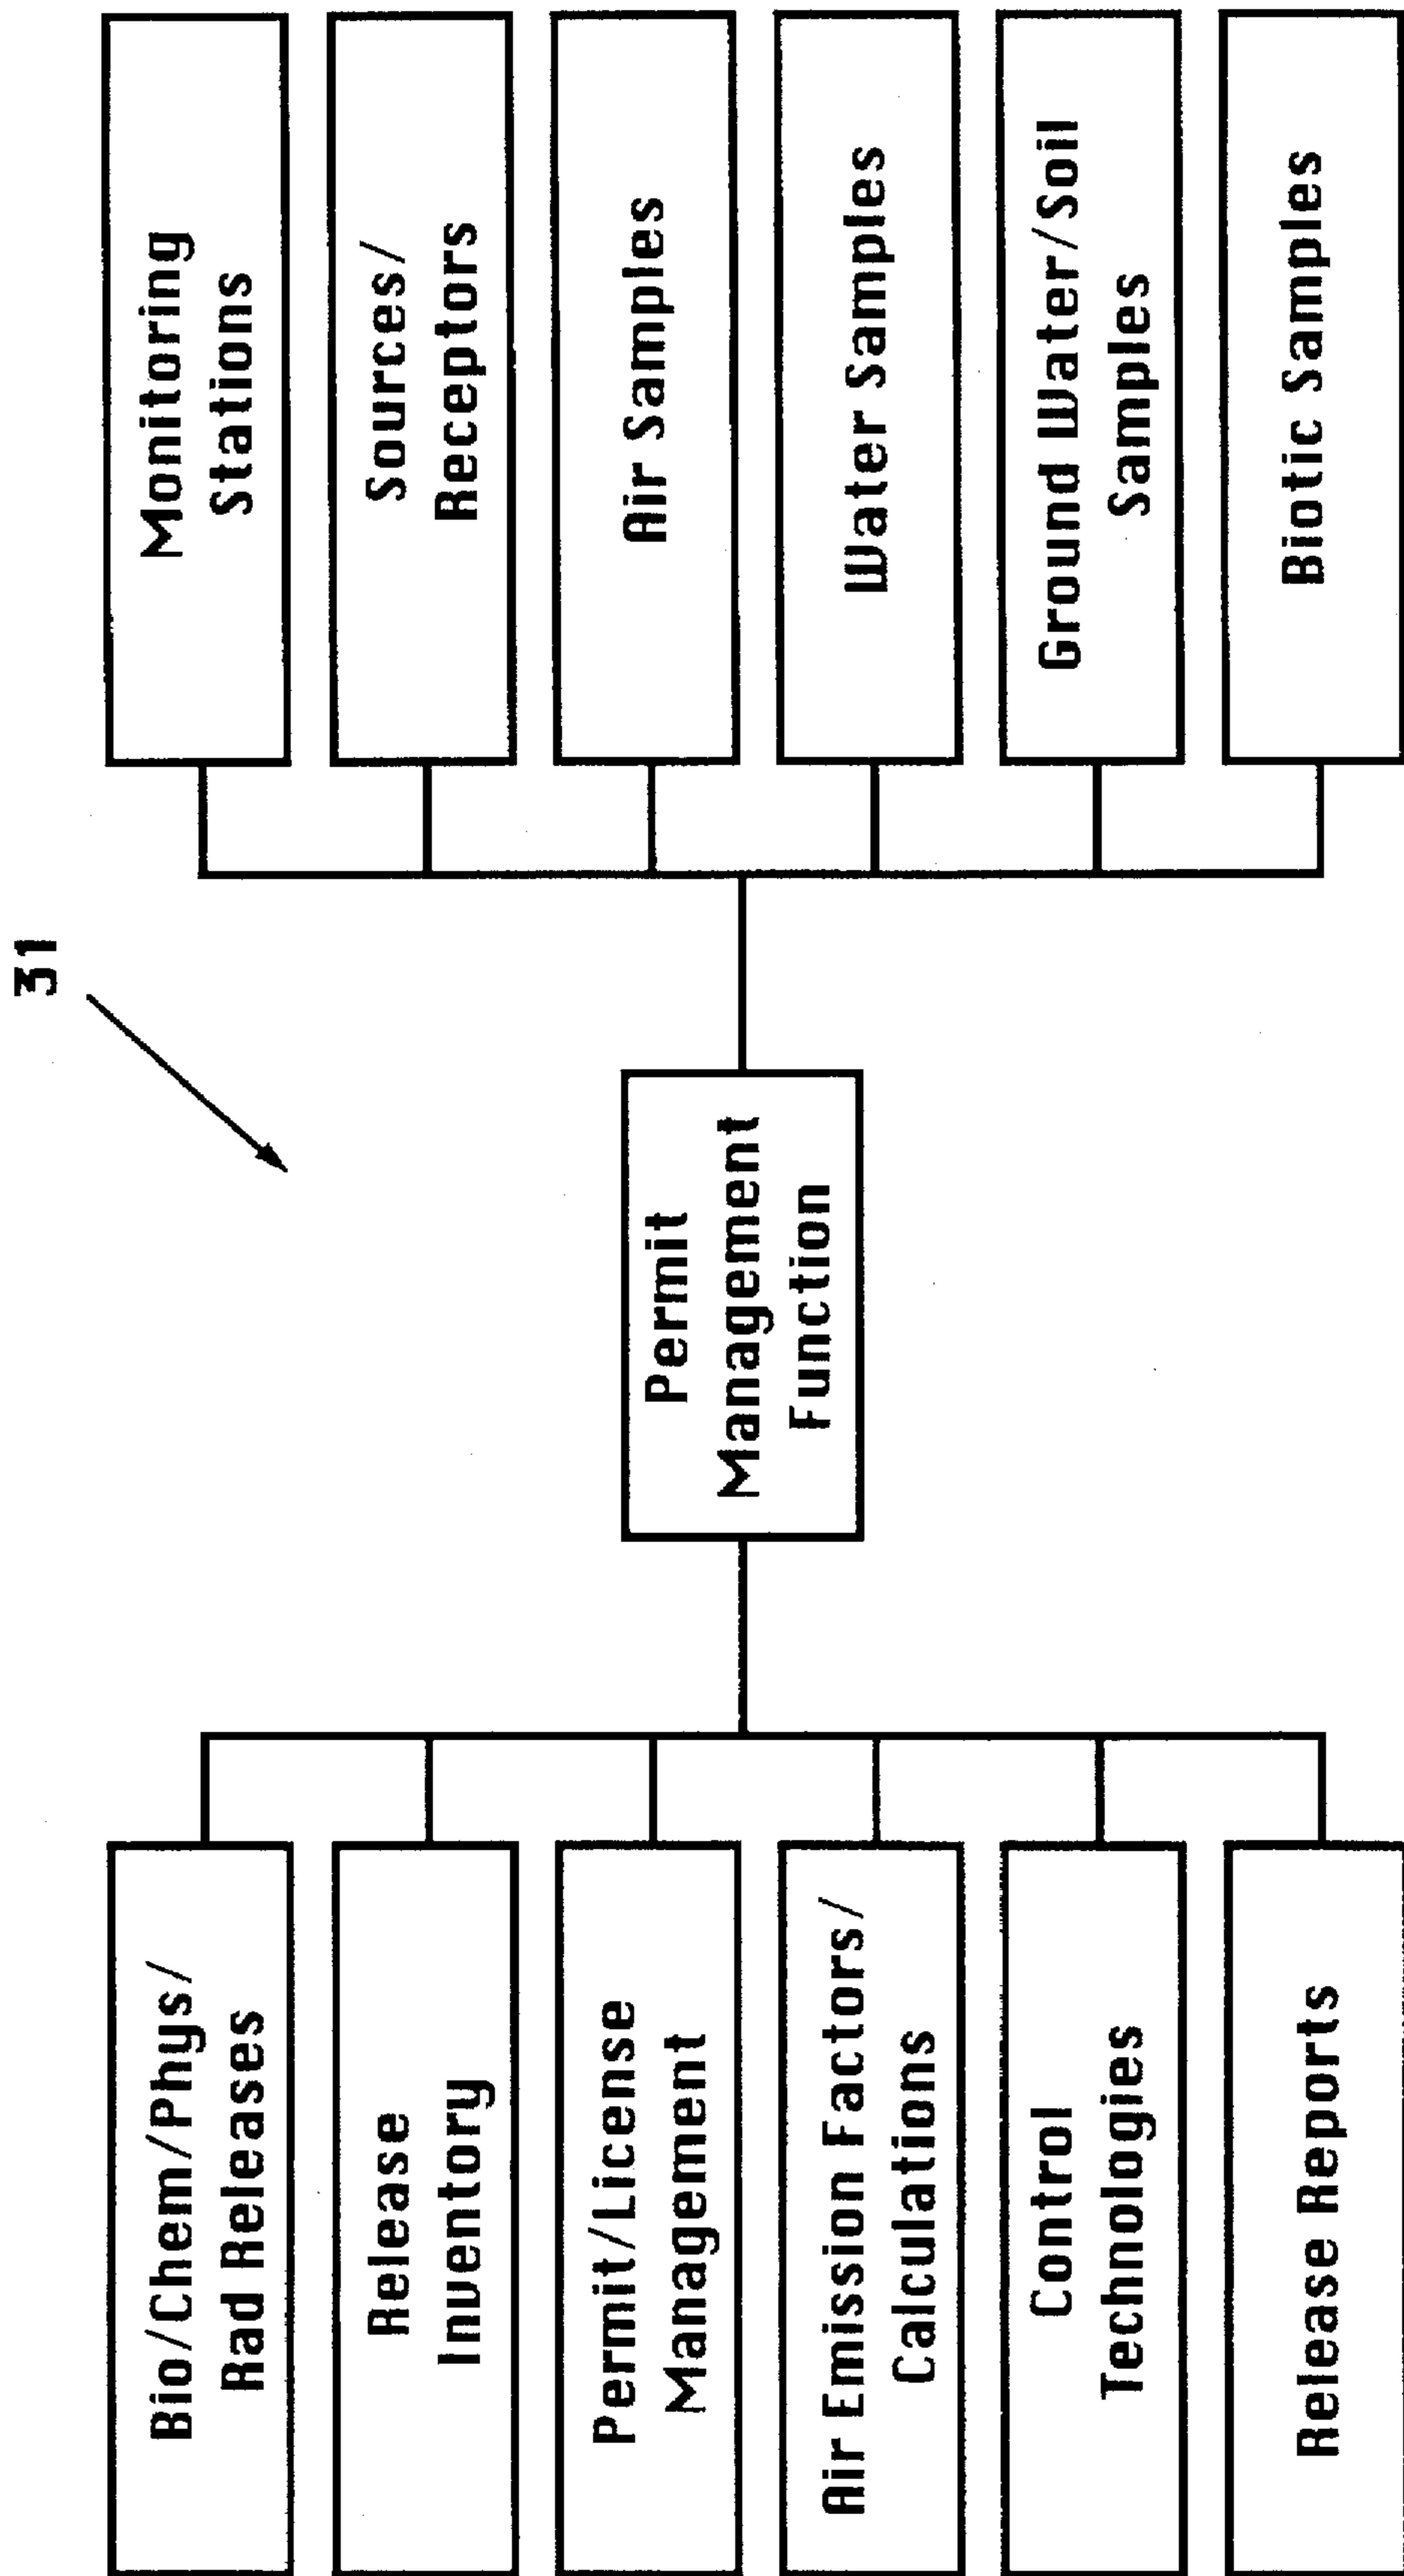 31
Bio/Chem/Phys/
Rad Releases
Release
Inventory
Permit/License
Management
Air Emission Factors/
Calculations
Control
Technologies
Release Reports
Permit
Management
Function
Monitoring
Stations
Sources/
Receptors
Air Samples
Water Samples
Ground Water/Soil
Samples
Biotic Samples